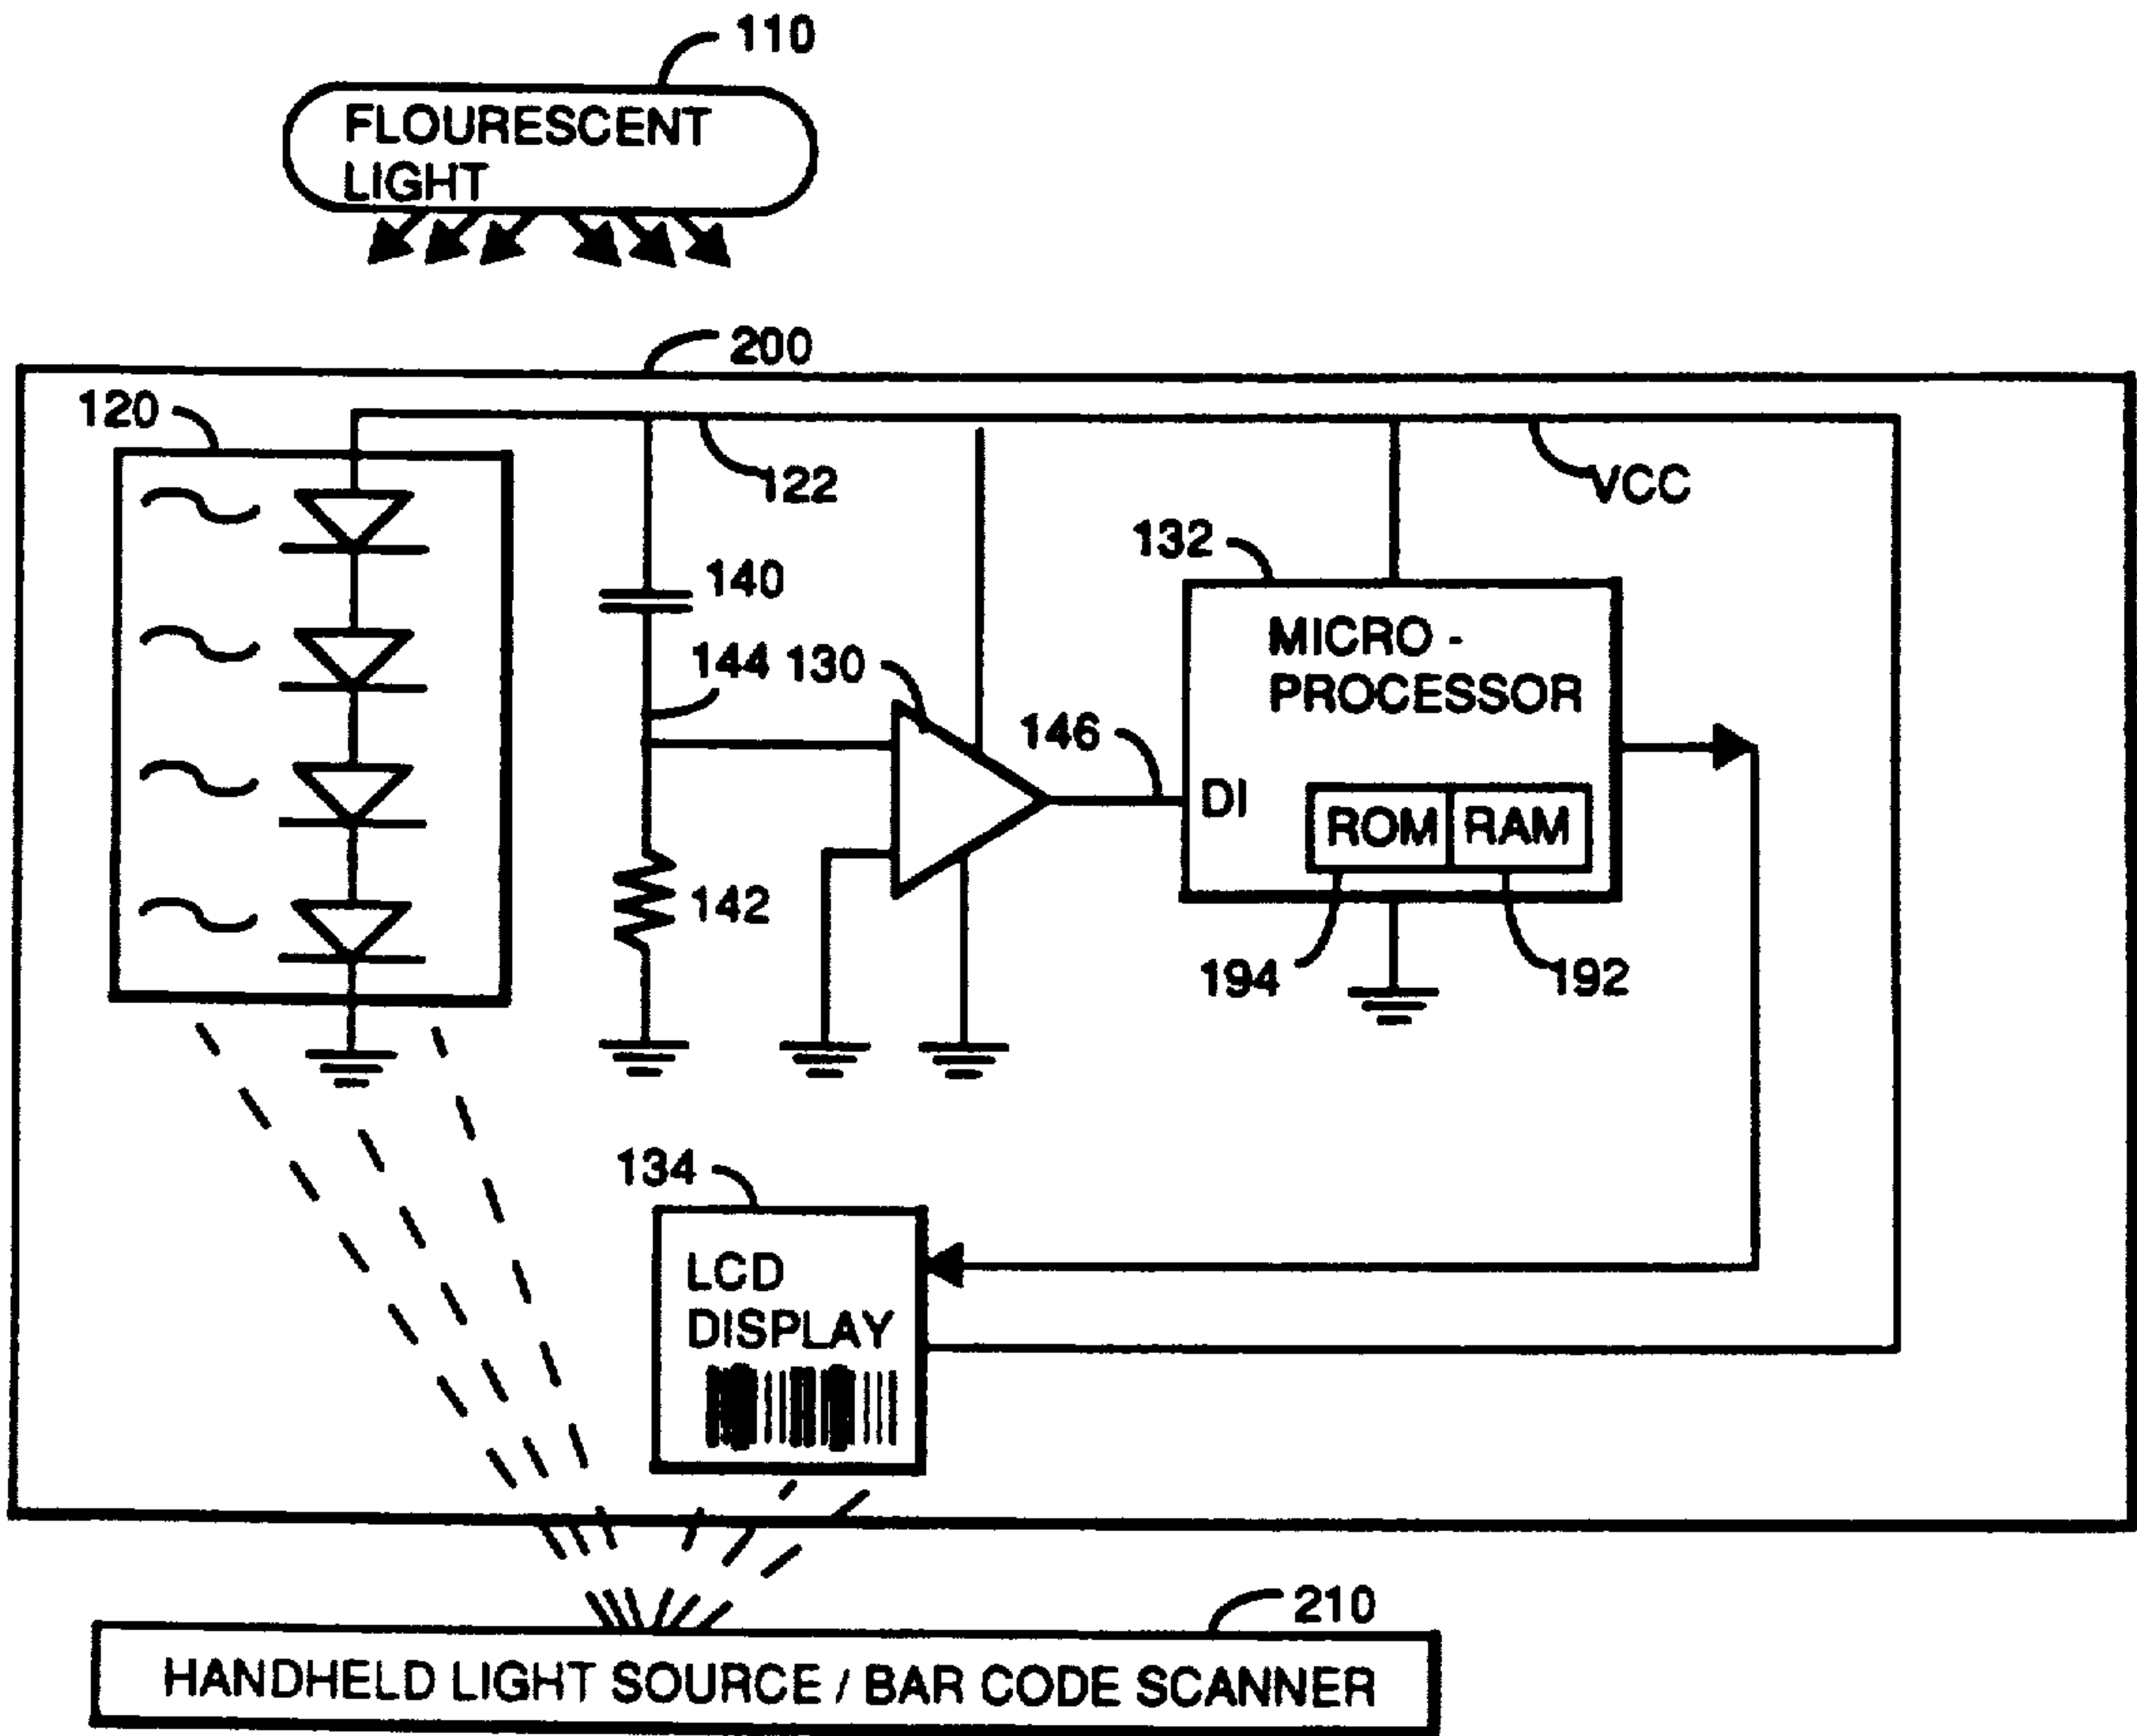 110
FLOURESCENT
LIGHT
200
120
122
VCC
132
140
MICRO -
PROCESSOR
144 130
146
DI
ROM RAM
142
194
192
134
LCD
DISPLAY
210
HANDHELD LIGHT SOURCE / BAR CODE SCANNER